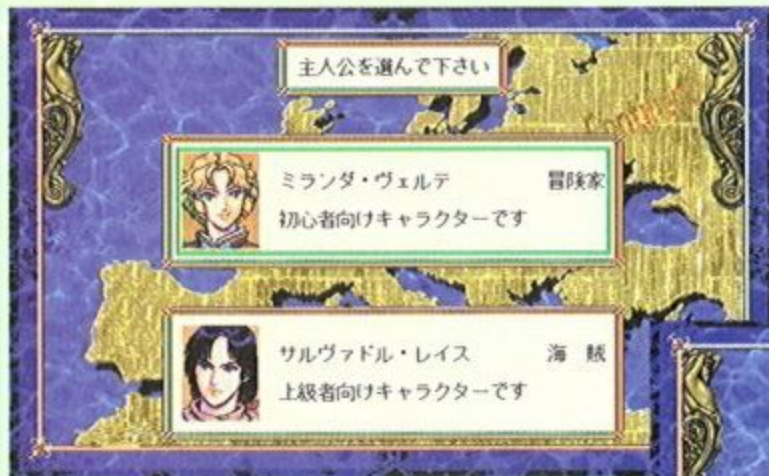 主人公を選んで下さい
ミランダ・ヴェルテ 冒険家
初心者向けキャラクターです
サルヴァドル・レイス 海 賊
上級者向けキャラクターです